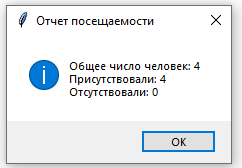 Отчет посещаемости
Общее число человек: 4
Присутствовали: 4
Отсутствовали: 0
OK